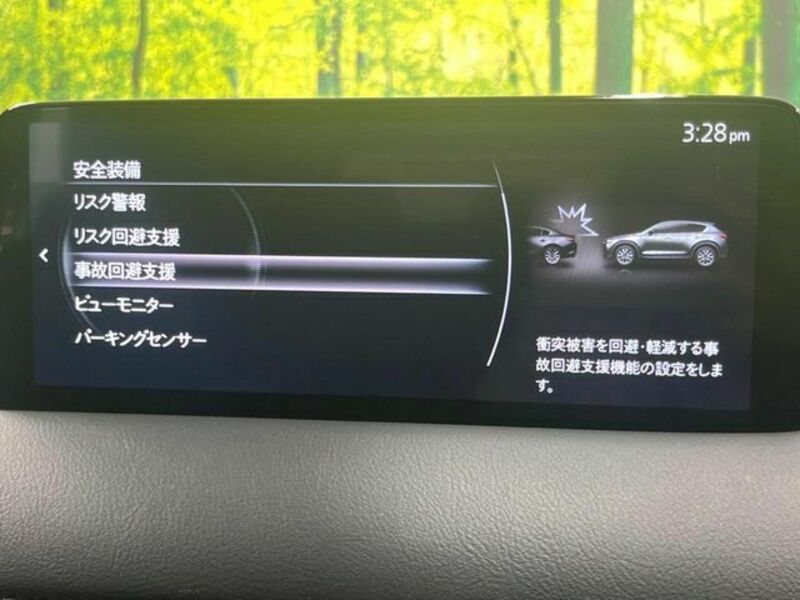 3:28pm
安全装備
リスク警報
リスク回避支援
事故回避支援
ビューモニター
パーキングセンサー
衝突被害を回避・軽減する事
故回避支援機能の設定をしま
す。